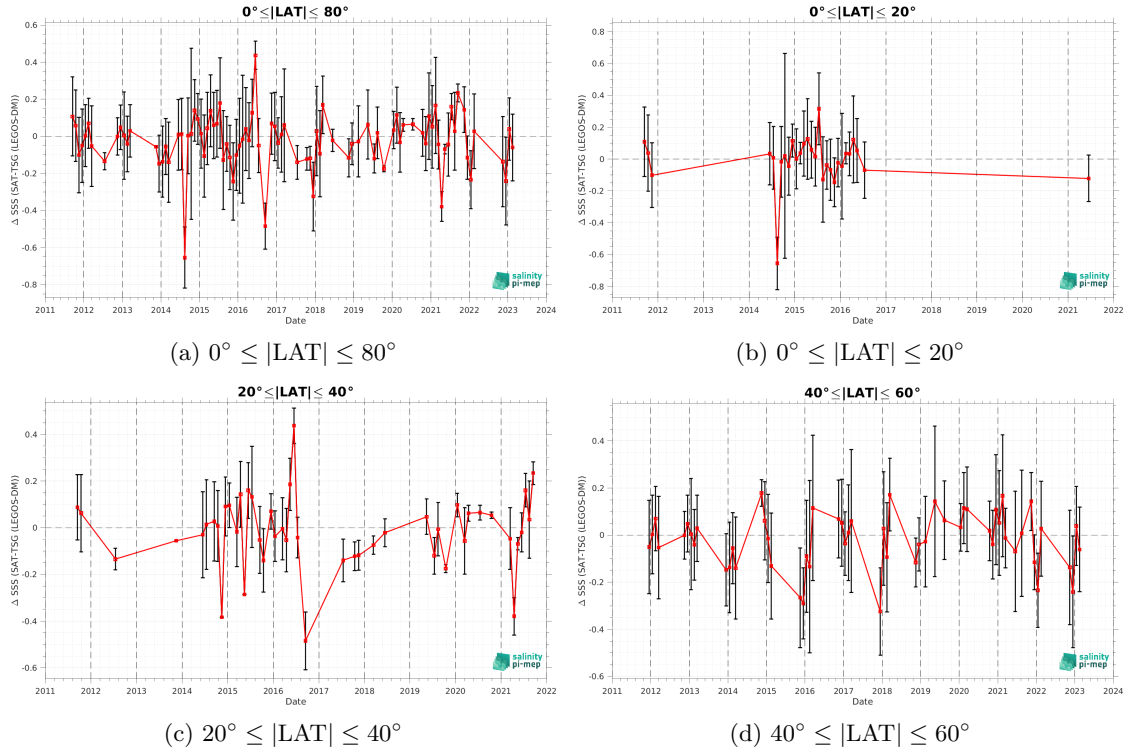 0°≤|LAT|≤ 80°
Δ SSS (SAT-TSG (LEGOS-DM))
0.6
0.4
0.2
0
-0.2
-0.4
-0.6
-0.8
2011 2012 2013 2014 2015 2016 2017 2018 2019 2020 2021 2022 2023 2024
Date
salinity
pi-mep
(a) 0° ≤ |LAT| ≤ 80°
0°≤|LAT|≤ 20°
Δ SSS (SAT-TSG (LEGOS-DM))
0.8
0.6
0.4
0.2
0
-0.2
-0.4
-0.6
-0.8
2011 2012 2013 2014 2015 2016 2017 2018 2019 2020 2021 2022
Date
salinity
pi-mep
(b) 0° ≤ |LAT| ≤ 20°
20°≤|LAT|≤ 40°
Δ SSS (SAT-TSG (LEGOS-DM))
0.4
0.2
0
-0.2
-0.4
-0.6
2011 2012 2013 2014 2015 2016 2017 2018 2019 2020 2021 2022
Date
salinity
pi-mep
(c) 20° ≤ |LAT| ≤ 40°
40°≤|LAT|≤ 60°
Δ SSS (SAT-TSG (LEGOS-DM))
0.4
0.2
0
-0.2
-0.4
-0.6
2011 2012 2013 2014 2015 2016 2017 2018 2019 2020 2021 2022 2023 2024
Date
salinity
pi-mep
(d) 40° ≤ |LAT| ≤ 60°